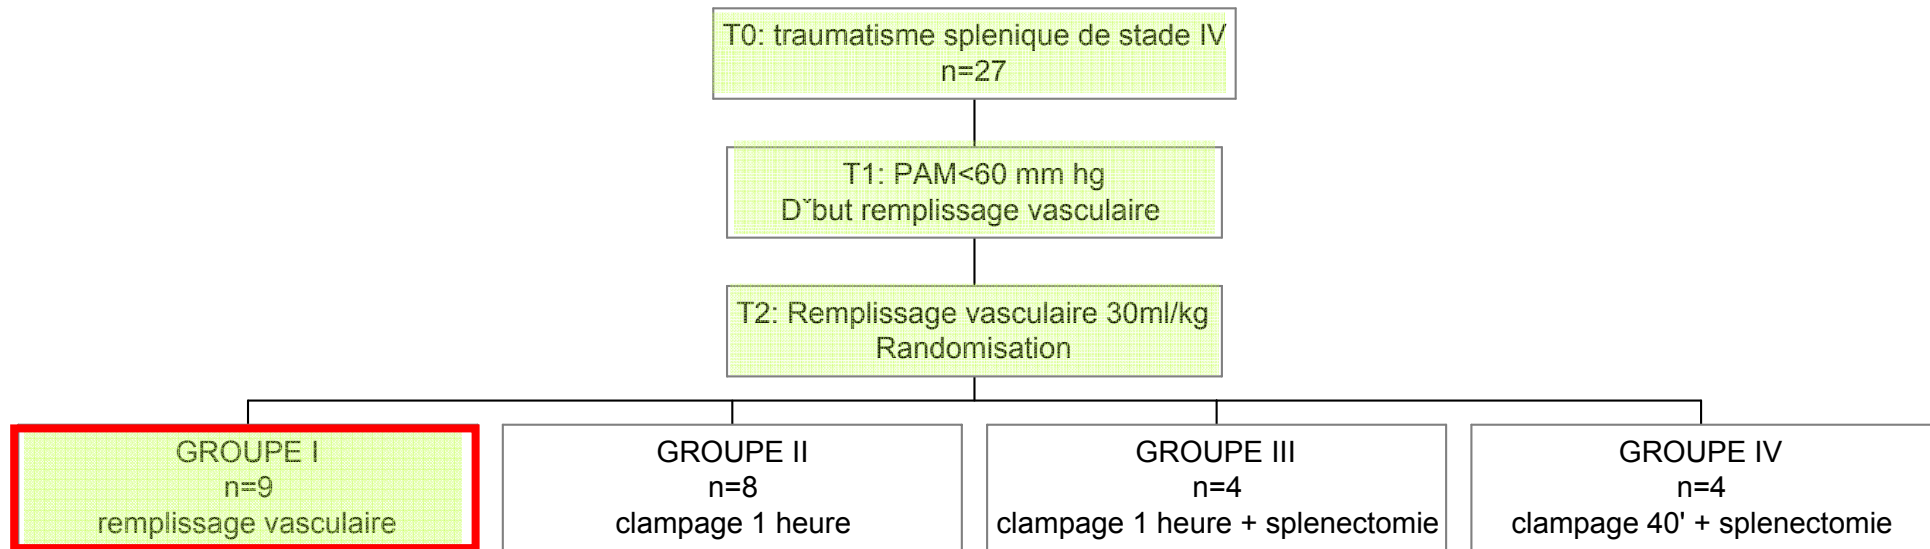 T0: traumatisme splenique de stade IV
n=27
T1: PAM<60 mm hg
Dˇbut remplissage vasculaire
T2: Remplissage vasculaire 30ml/kg
Randomisation
GROUPE I
n=9
remplissage vasculaire
GROUPE II
n=8
clampage 1 heure
GROUPE III
n=4
clampage 1 heure + splenectomie
GROUPE IV
n=4
clampage 40' + splenectomie